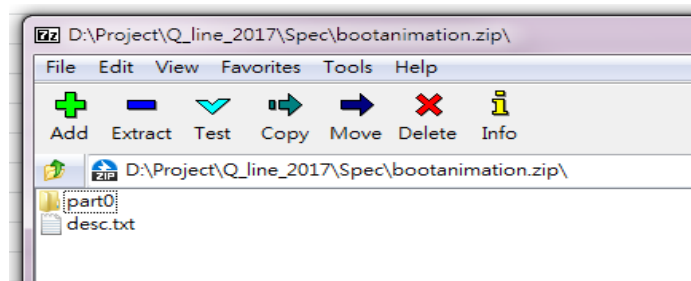 7z D:\Project\Q_line_2017\Spec\bootanimation.zip\
File Edit View Favorites Tools Help
Add Extract Test Copy Move Delete Info
ZIP D:\Project\Q_line_2017\Spec\bootanimation.zip\
part0
desc.txt